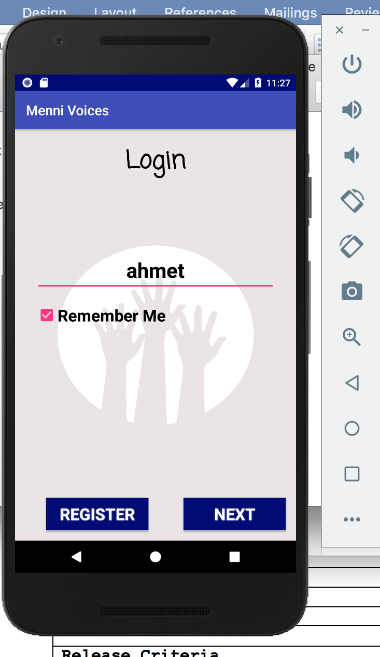 Design Layout References Mailings
11:27
Menni Voices
Login
ahmet
Remember Me
REGISTER NEXT
Release Criteria